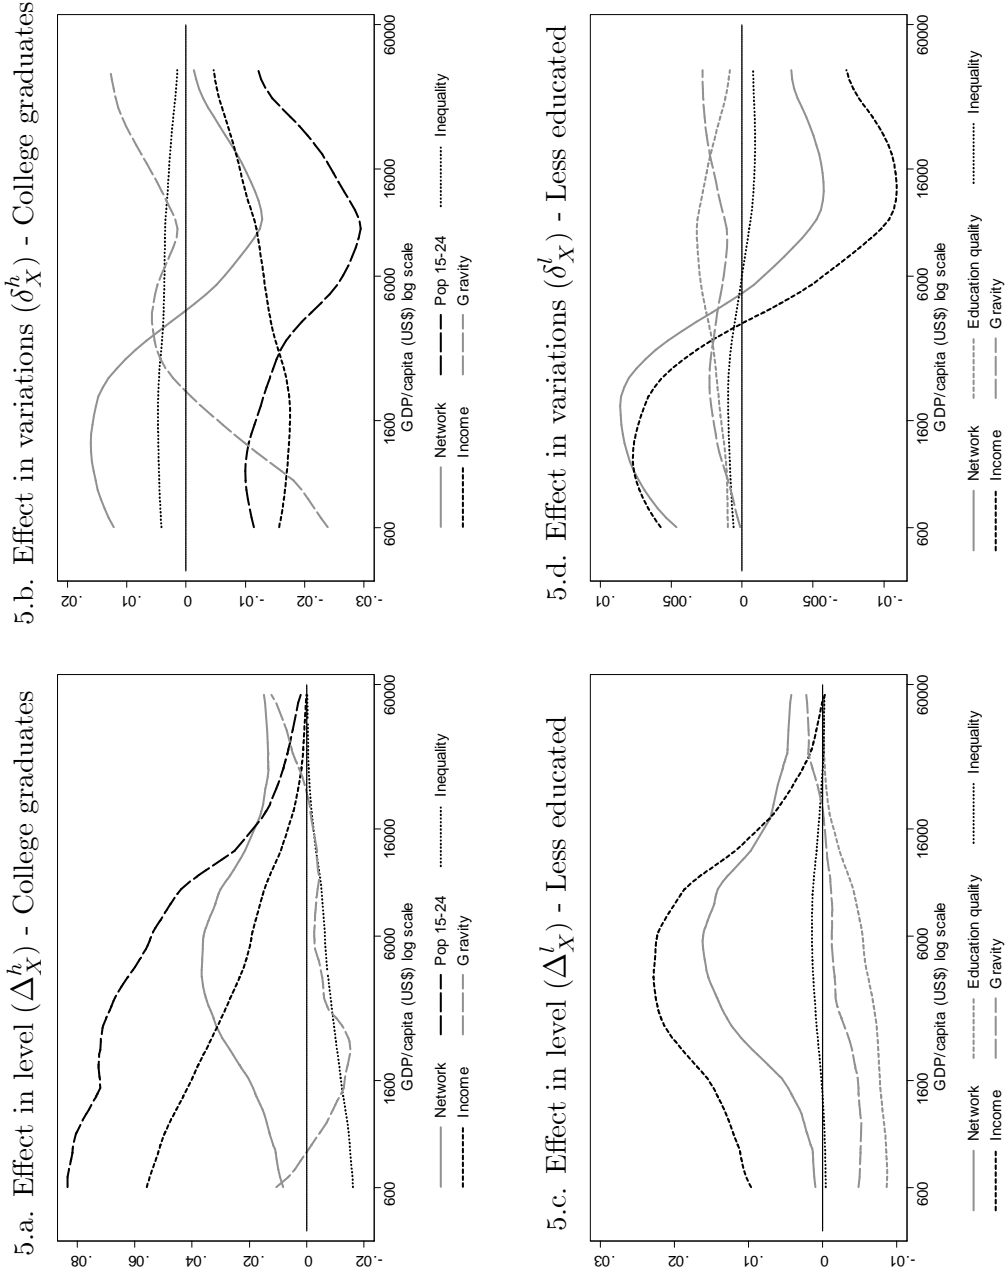 5.a. Effect in level (Δ^h_X) - College graduates
.08
.06
.04
.02
0
-.02
600
1600
6000
16000
60000
GDP/capita (US$) log scale
Network
Pop 15-24
Inequality
Income
Gravity
5.b. Effect in variations (δ^h_X) - College graduates
.02
.01
0
-.01
-.02
-.03
600
1600
6000
16000
60000
GDP/capita (US$) log scale
Network
Pop 15-24
Inequality
Income
Gravity
5.c. Effect in level (Δ^l_X) - Less educated
.03
.02
.01
0
-.01
600
1600
6000
16000
60000
GDP/capita (US$) log scale
Network
Education quality
Inequality
Income
Gravity
5.d. Effect in variations (δ^l_X) - Less educated
.01
.005
0
-.005
-.01
600
1600
6000
16000
60000
GDP/capita (US$) log scale
Network
Education quality
Inequality
Income
Gravity